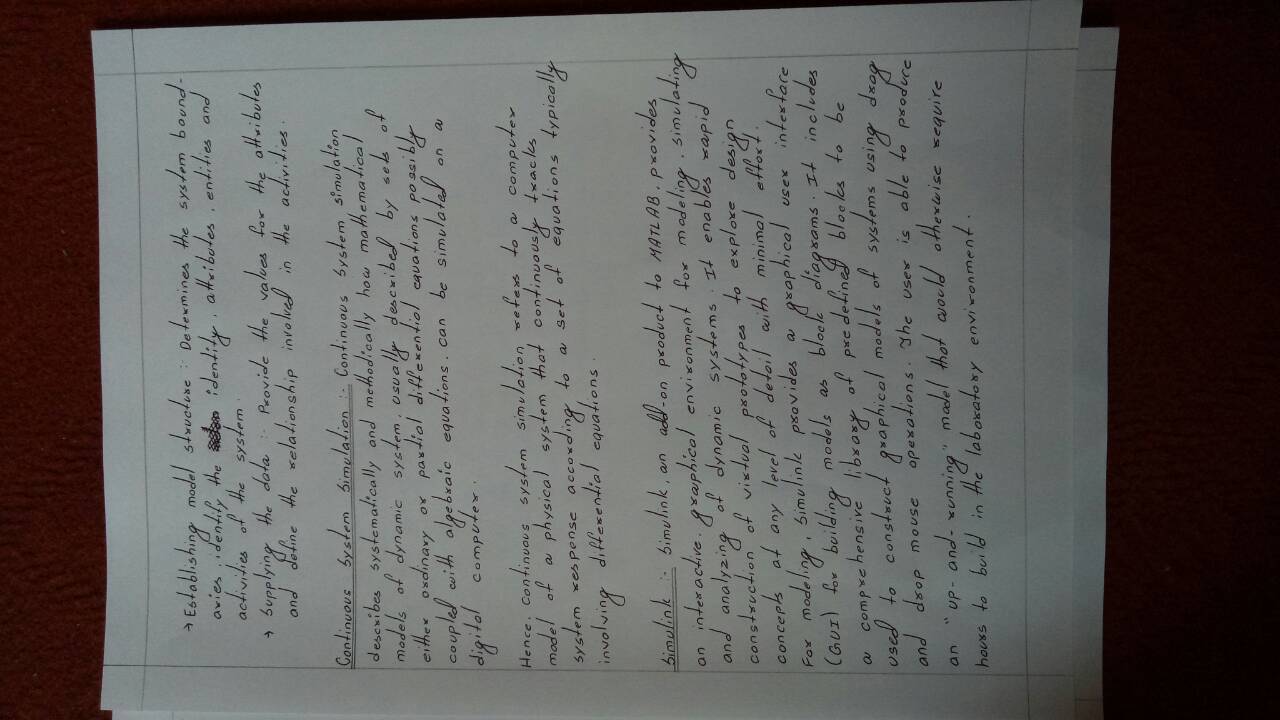 → Establishing model structure :- Determines the system bound-
aries, identify the identity, attributes, entities and
activities of the system.
→ Supplying the data :- Provide the values for the attributes
and define the relationship involved in the activities.
Continuous System Simulation :- Continuous System simulation
describes systematically and methodically how mathematical
models of dynamic system, usually described by sets of
either ordinary or partial differential equations possibly
coupled with algebraic equations, can be simulated on a
digital computer.
Hence, Continuous system simulation refers to a computer
model of a physical system that continuously tracks
system response according to a set of equations typically
involving differential equations.
Simulink :- Simulink, an add-on product to MATLAB, provides
an interactive, graphical environment for modeling, simulating
and analyzing of dynamic systems. It enables rapid
construction of virtual prototypes to explore design
concepts at any level of detail with minimal effort.
For modeling, Simulink provides a graphical user interface
(GUI) for building models as block diagrams. It includes
a comprehensive library of predefined blocks to be
used to construct graphical models of systems using drag
and drop mouse operations. The user is able to produce
an "up-and-running" model that would otherwise require
hours to build in the laboratory environment.